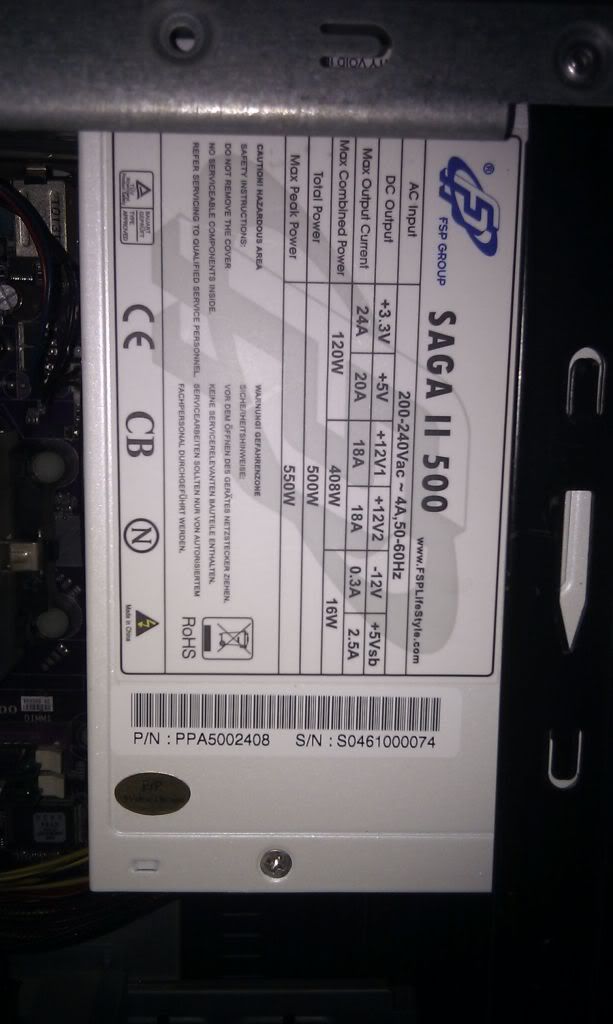 FSP GROUP
SAGA II 500
www.FSPLifeStyle.com
AC Input 200-240Vac ~ 4A,50-60Hz
DC Output +3.3V +5V +12V1 +12V2 -12V +5Vsb
Max Output Current 24A 20A 18A 18A 0.3A 2.5A
Max Combined Power 120W 408W 16W
Total Power 500W
Max Peak Power 550W
CAUTION! HAZARDOUS AREA
SAFETY INSTRUCTIONS:
DO NOT REMOVE THE COVER
NO SERVICEABLE COMPONENTS INSIDE.
REFER SERVICING TO QUALIFIED SERVICE PERSONNEL.
WARNUNG! GEFAHRENZONE
SICHERHEITSHINWEISE:
VOR DEM ÖFFNEN DES GERÄTES NETZSTECKER ZIEHEN.
KEINE SERVICERELEVANTEN BAUTEILE ENTHALTEN.
SERVICEARBEITEN SOLLTEN NUR VON AUTORISIERTEM
FACHPERSONAL DURCHGEFÜHRT WERDEN.
RoHS
TYPE
APPROVED
CE
CB
N
Made in China
P/N : PPA5002408 S/N : S0461000074
DIMM1